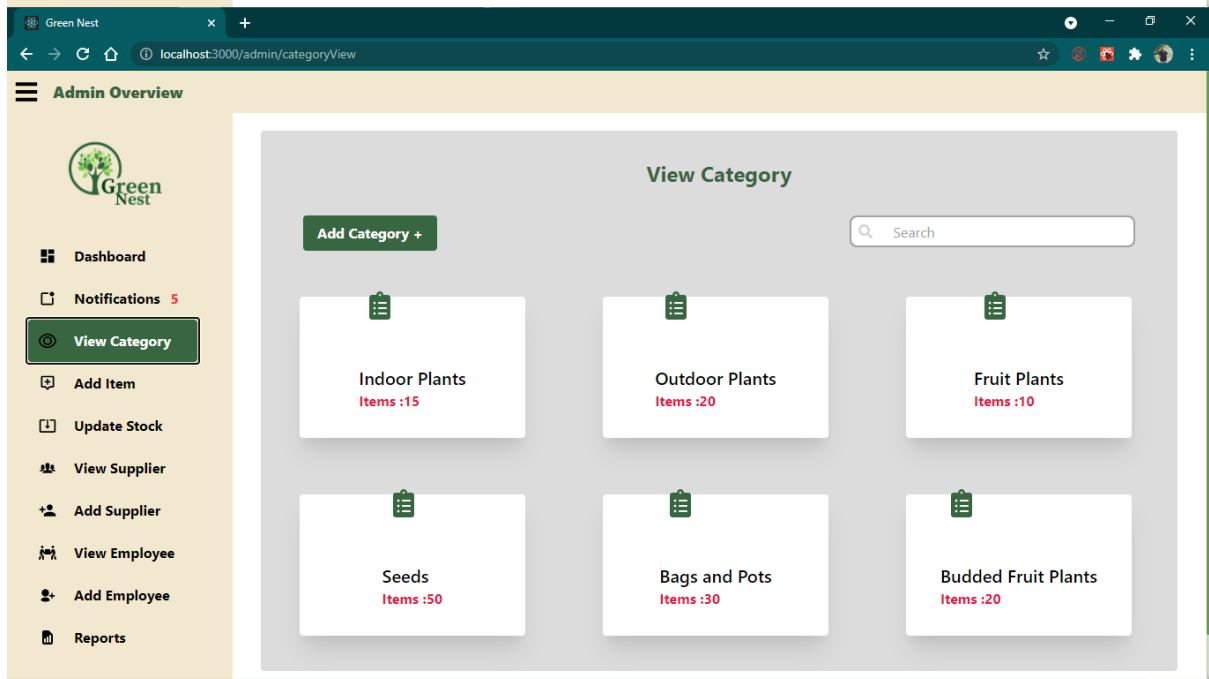 Green Nest
localhost:3000/admin/categoryView
Admin Overview
Green
Nest
Dashboard
Notifications 5
View Category
Add Item
Update Stock
View Supplier
Add Supplier
View Employee
Add Employee
Reports
View Category
Add Category +
Search
Indoor Plants
Items :15
Outdoor Plants
Items :20
Fruit Plants
Items :10
Seeds
Items :50
Bags and Pots
Items :30
Budded Fruit Plants
Items :20